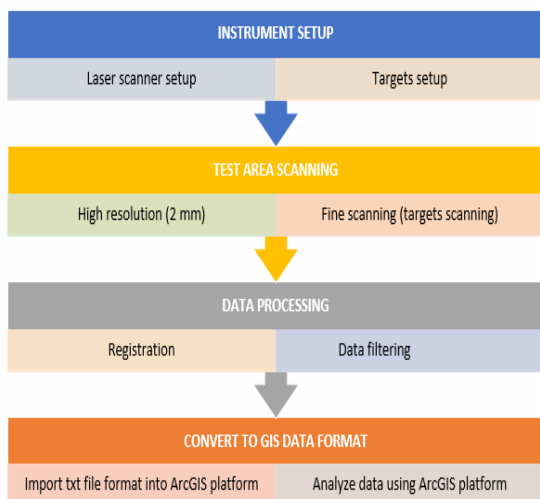 INSTRUMENT SETUP
Laser scanner setup
Targets setup
TEST AREA SCANNING
High resolution (2 mm)
Fine scanning (targets scanning)
DATA PROCESSING
Registration
Data filtering
CONVERT TO GIS DATA FORMAT
Import txt file format into ArcGIS platform
Analyze data using ArcGIS platform